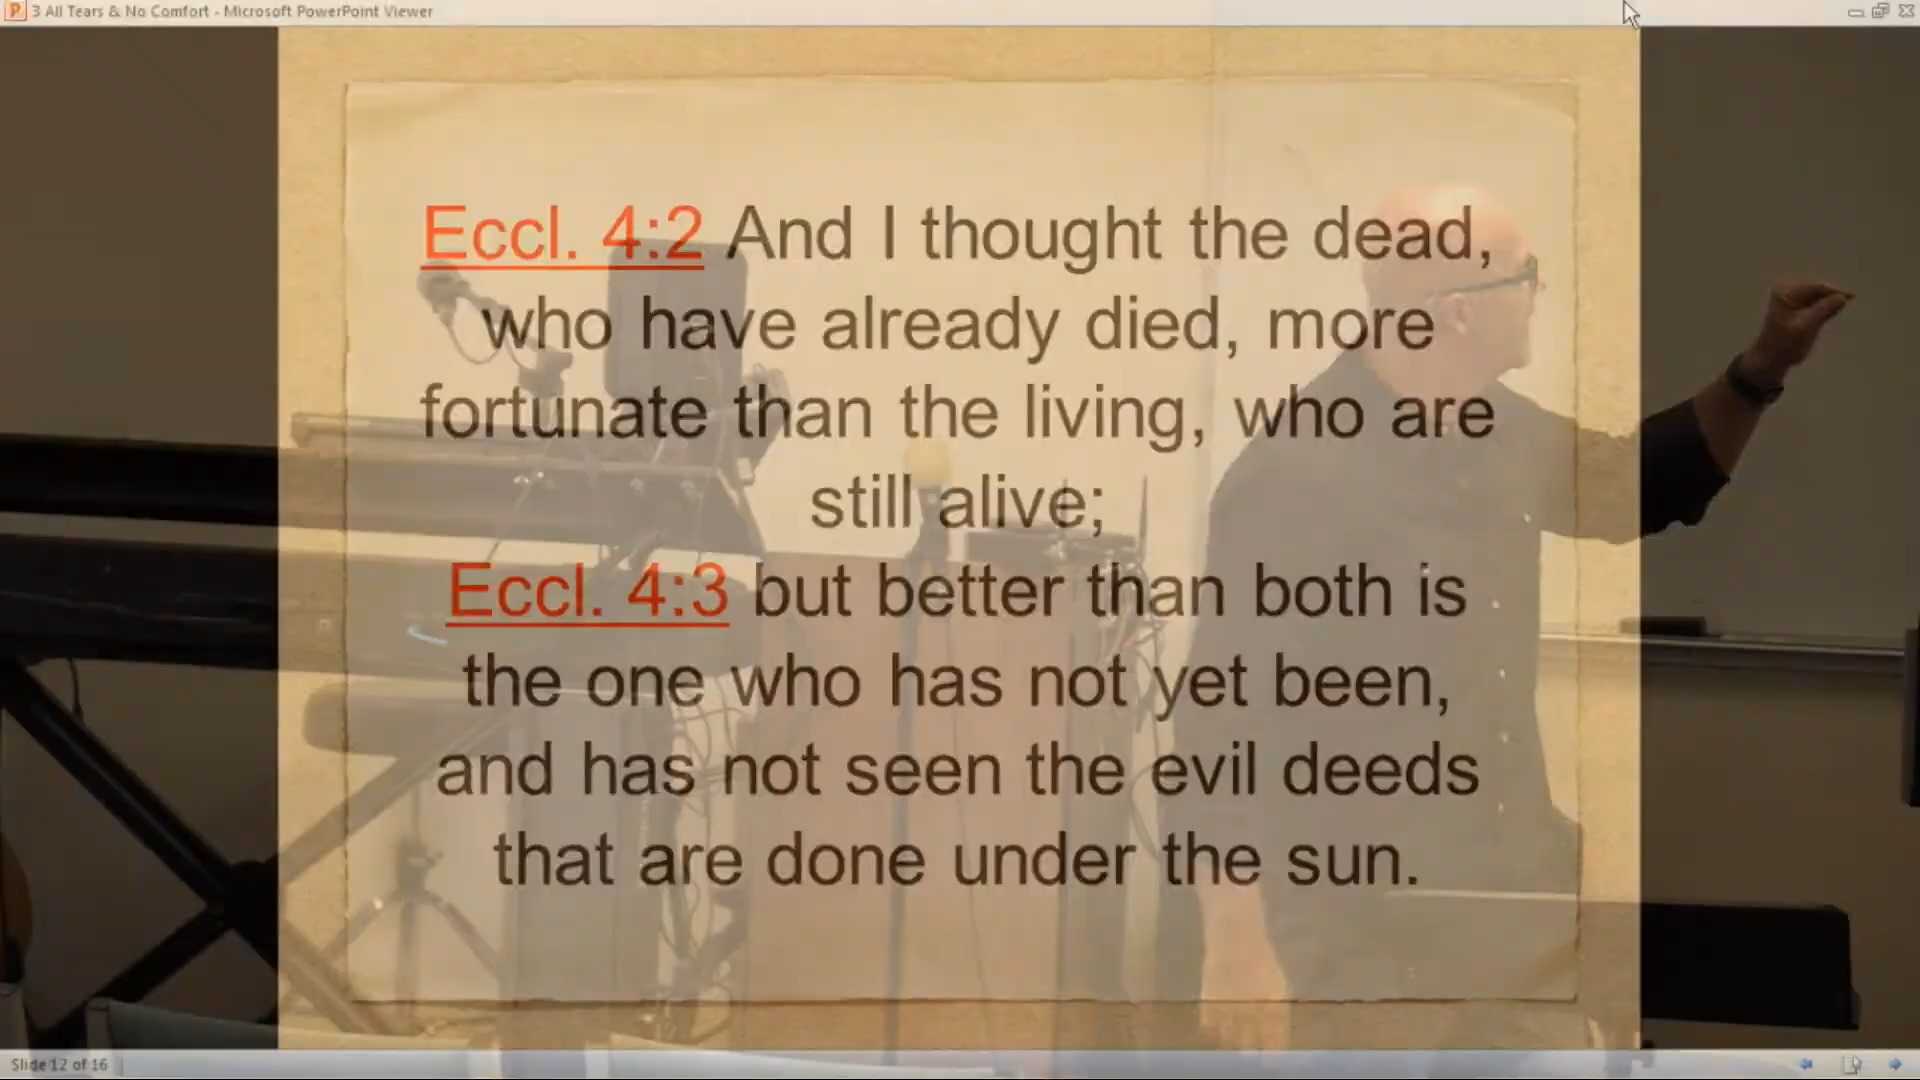 3 All Tears & No Comfort - Microsoft PowerPoint Viewer
Eccl. 4:2 And I thought the dead,
who have already died, more
fortunate than the living, who are
still alive;
Eccl. 4:3 but better than both is
the one who has not yet been,
and has not seen the evil deeds
that are done under the sun.
Slide 12 of 16